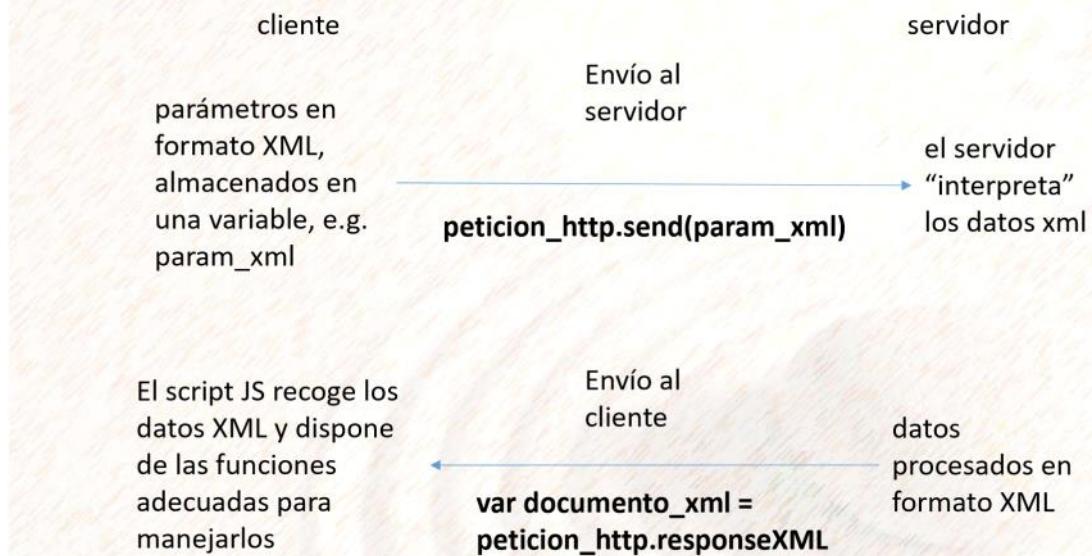 cliente
servidor
Envío al
servidor
parámetros en
formato XML,
almacenados en
una variable, e.g.
param_xml
peticion_http.send(param_xml)
el servidor
“interpreta”
los datos xml
El script JS recoge los
datos XML y dispone
de las funciones
adecuadas para
manejarlos
Envío al
cliente
var documento_xml =
peticion_http.responseXML
datos
procesados en
formato XML